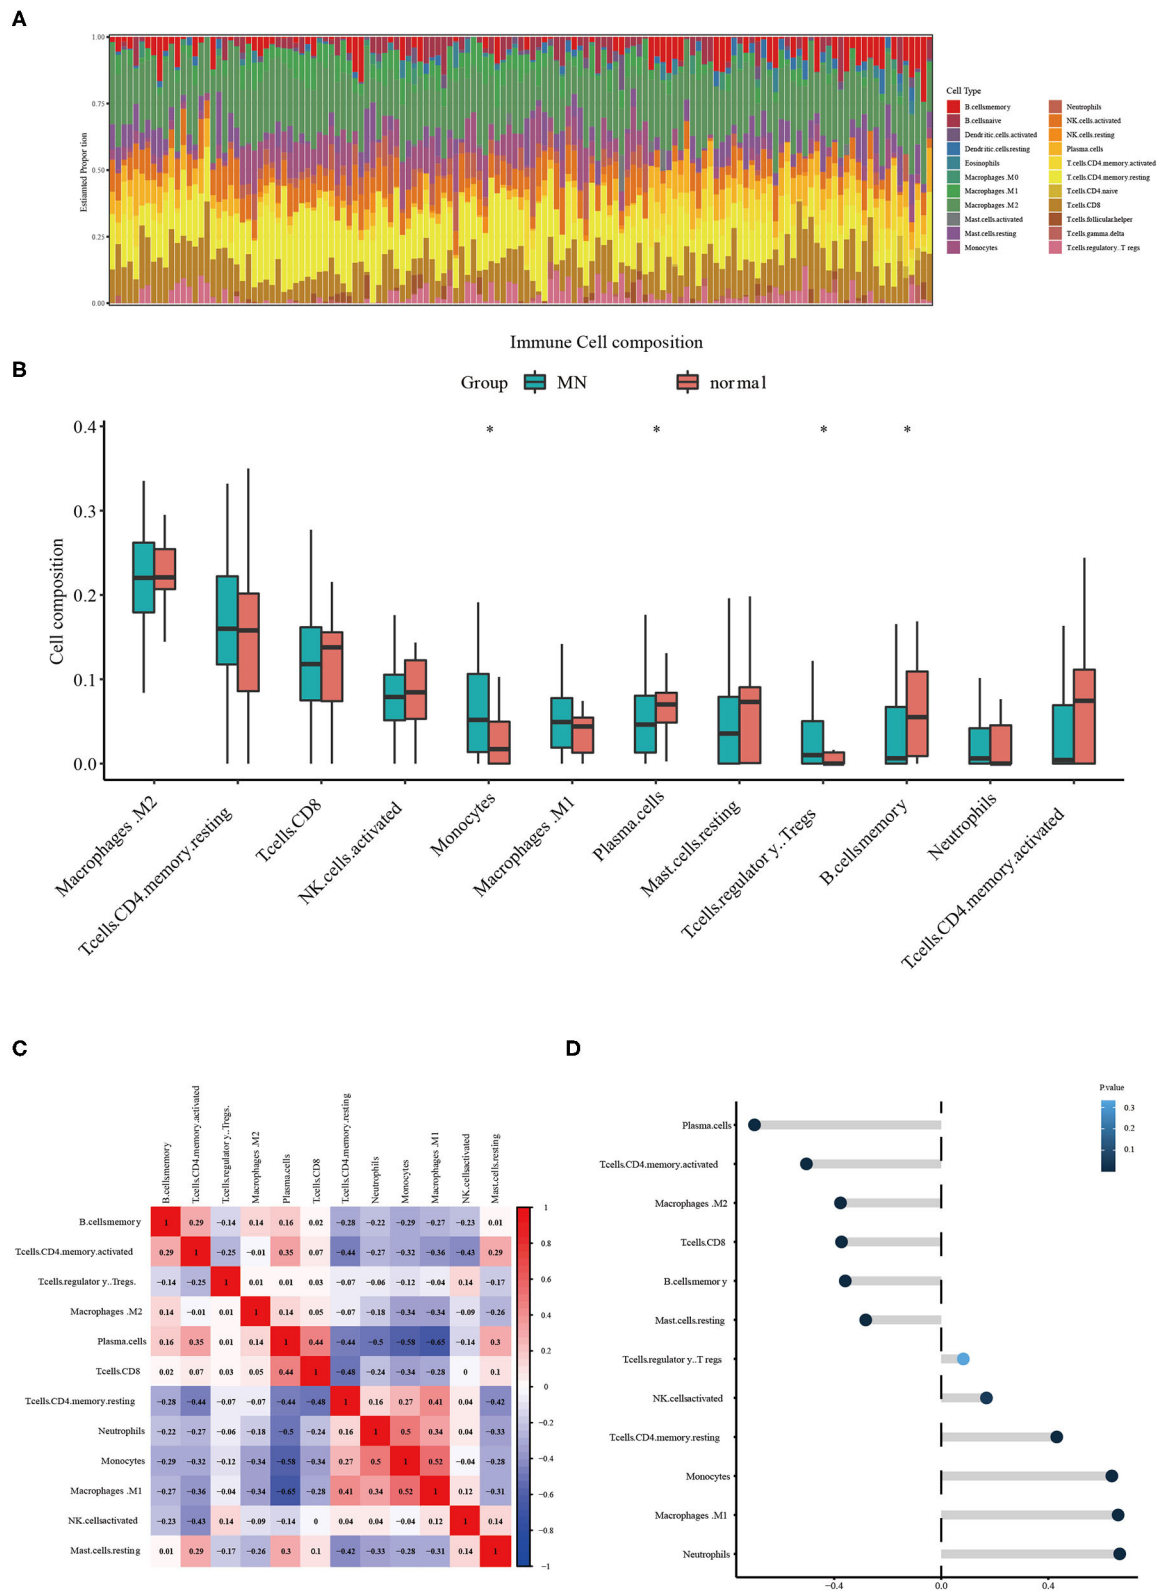 A
1.00
0.75
0.50
0.25
0.00
Estiamted Propor tion
Cell Type
B.cellsmemory
B.cellsnaive
Dendritic.cells.activated
Dendritic.cells.resting
Eosinophils
Macrophages .M0
Macrophages .M1
Macrophages .M2
Mast.cells.activated
Mast.cells.resting
Monocytes
Neutrophils
NK.cells.activated
NK.cells.resting
Plasma.cells
T.cells.CD4.memory.activated
T.cells.CD4.memory.resting
T.cells.CD4.naive
T.cells.CD8
T.cells.follicular.helper
T.cells.gamma.delta
T.cells.regulatory..T regs
B
Immune Cell composition
Group MN normal
Cell composition
0.4
0.3
0.2
0.1
0.0
* * * *
Macrophages .M2
T.cells.CD4.memory.resting
T.cells.CD8
NK.cells.activated
Monocytes
Macrophages .M1
Plasma.cells
Mast.cells.resting
T.cells.regulator y..Tregs
B.cellsmemory
Neutrophils
T.cells.CD4.memory.activated
C
B.cellsmemory
T.cells.CD4.memory.activated
T.cells.regulator y..Tregs.
Macrophages .M2
Plasma.cells
T.cells.CD8
T.cells.CD4.memory.resting
Neutrophils
Monocytes
Macrophages .M1
NK.cellsactivated
Mast.cells.resting
B.cellsmemory 1 0.29 −0.14 0.14 0.16 0.02 −0.28 −0.22 −0.29 −0.27 −0.23 0.01
T.cells.CD4.memory.activated 0.29 1 −0.25 −0.01 0.35 0.07 −0.44 −0.27 −0.32 −0.36 −0.43 0.29
T.cells.regulator y..Tregs. −0.14 −0.25 1 0.01 0.01 0.03 −0.07 −0.06 −0.12 −0.04 0.14 −0.17
Macrophages .M2 0.14 −0.01 0.01 1 0.14 0.05 −0.07 −0.18 −0.34 −0.34 −0.09 −0.26
Plasma.cells 0.16 0.35 0.01 0.14 1 0.44 −0.44 −0.5 −0.58 −0.65 −0.14 0.3
T.cells.CD8 0.02 0.07 0.03 0.05 0.44 1 −0.48 −0.24 −0.34 −0.28 0 0.1
T.cells.CD4.memory.resting −0.28 −0.44 −0.07 −0.07 −0.44 −0.48 1 0.16 0.27 0.41 0.04 −0.42
Neutrophils −0.22 −0.27 −0.06 −0.18 −0.5 −0.24 0.16 1 0.5 0.34 0.04 −0.33
Monocytes −0.29 −0.32 −0.12 −0.34 −0.58 −0.34 0.27 0.5 1 0.52 −0.04 −0.28
Macrophages .M1 −0.27 −0.36 −0.04 −0.34 −0.65 −0.28 0.41 0.34 0.52 1 0.12 −0.31
NK.cellsactivated −0.23 −0.43 0.14 −0.09 −0.14 0 0.04 0.04 −0.04 0.12 1 0.14
Mast.cells.resting 0.01 0.29 −0.17 −0.26 0.3 0.1 −0.42 −0.33 −0.28 −0.31 0.14 1
1
0.8
0.6
0.4
0.2
0
−0.2
−0.4
−0.6
−0.8
−1
D
P.value
0.3
0.2
0.1
Plasma.cells
T.cells.CD4.memory.activated
Macrophages .M2
T.cells.CD8
B.cellsmemor y
Mast.cells.resting
T.cells.regulator y..T regs
NK.cellsactivated
T.cells.CD4.memory.resting
Monocytes
Macrophages .M1
Neutrophils
−0.4 0.0 0.4